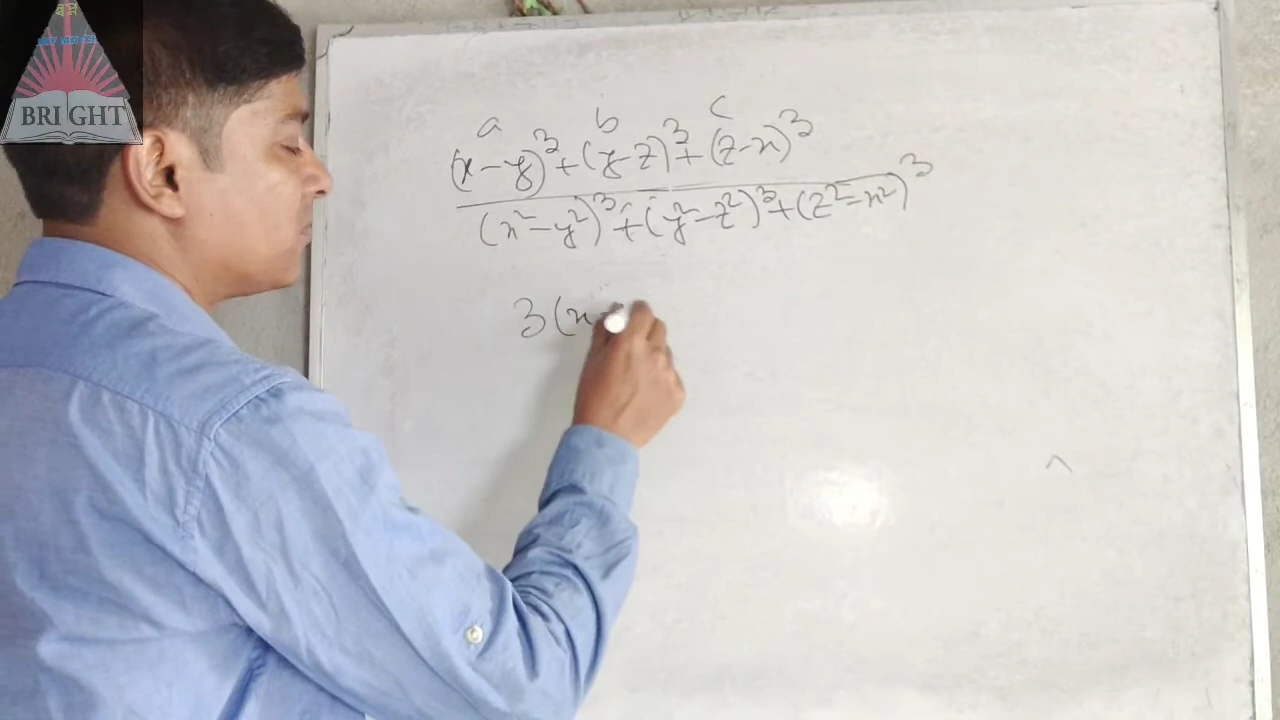 BRIGHT
a b c
(x-y)³+(y-z)³+(z-x)³
(x²-y²)³+(y²-z²)³+(z²-x²)³
3(x-